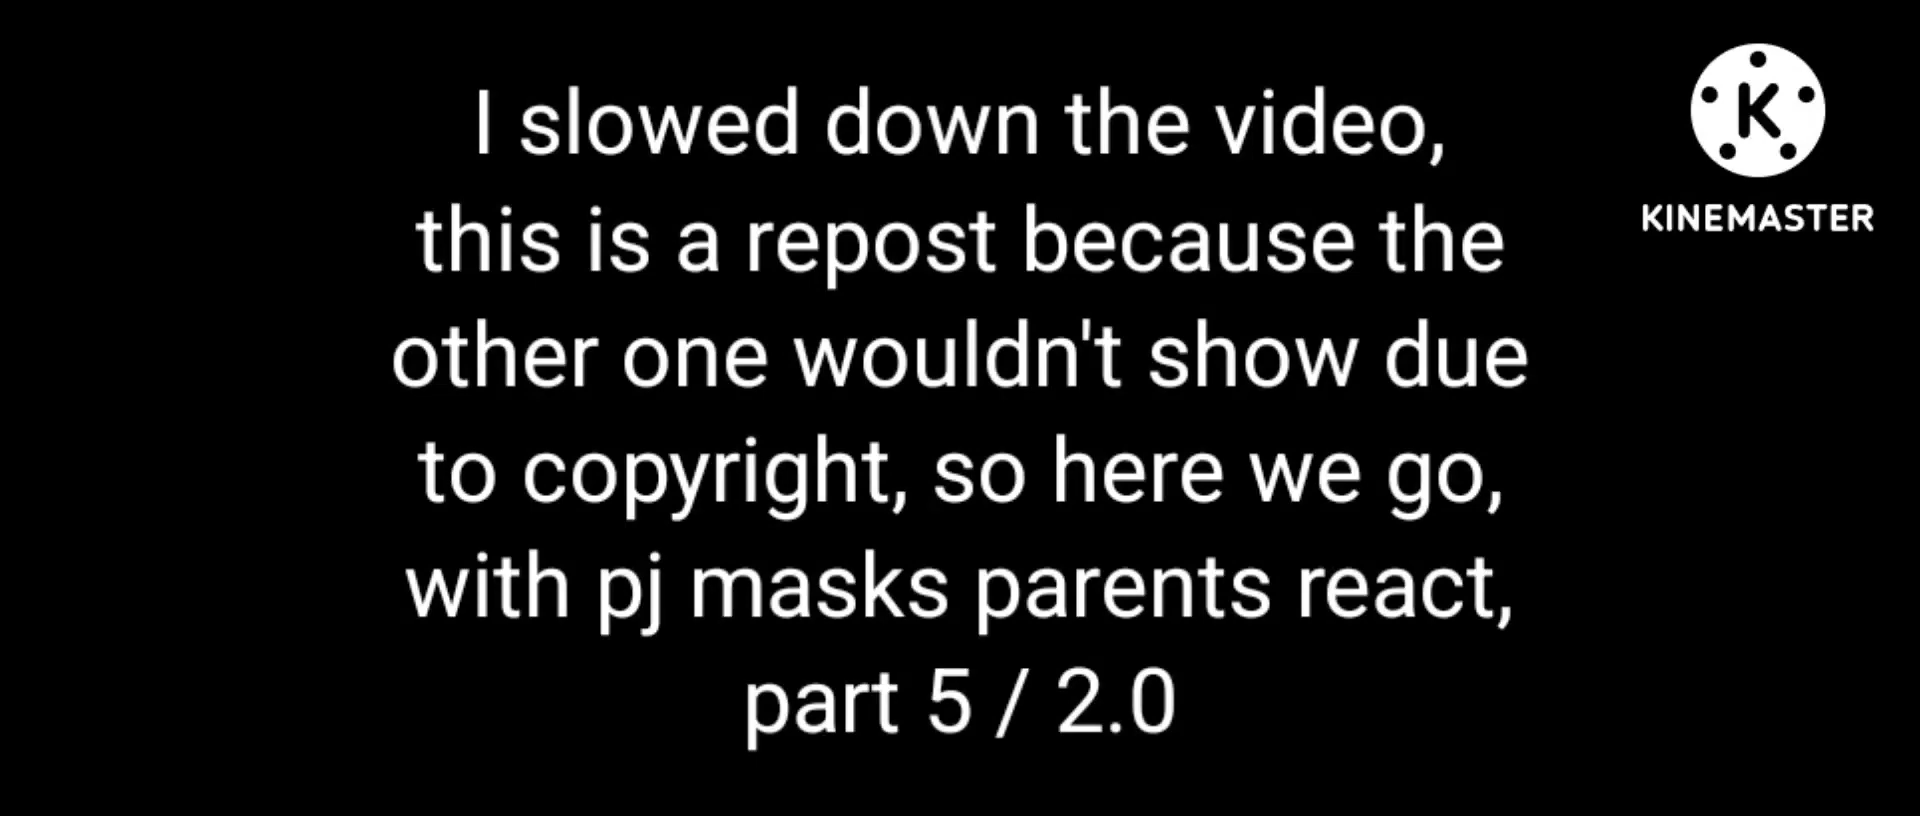 I slowed down the video,
this is a repost because the
other one wouldn't show due
to copyright, so here we go,
with pj masks parents react,
part 5 / 2.0
K
KINEMASTER